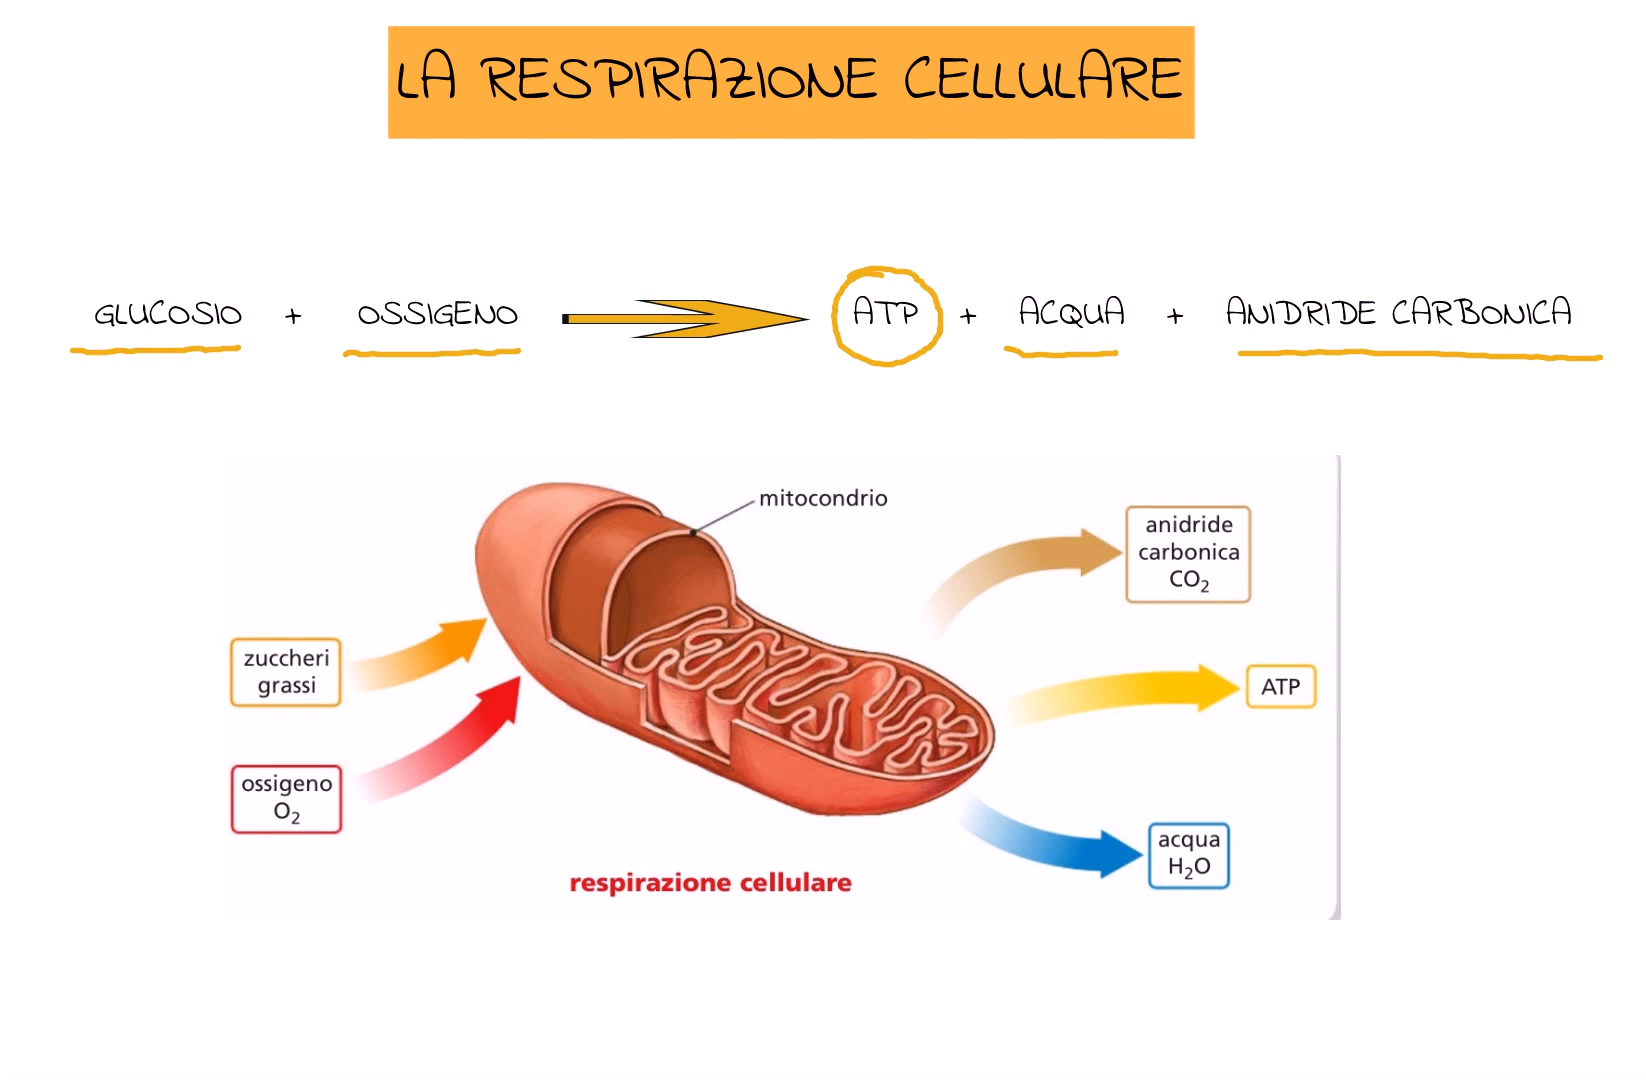 LA RESPIRAZIONE CELLULARE
GLUCOSIO + OSSIGENO ATP + ACQUA + ANIDRIDE CARBONICA
mitocondrio
anidride
carbonica
CO₂
zuccheri
grassi
ATP
ossigeno
O₂
acqua
H₂O
respirazione cellulare